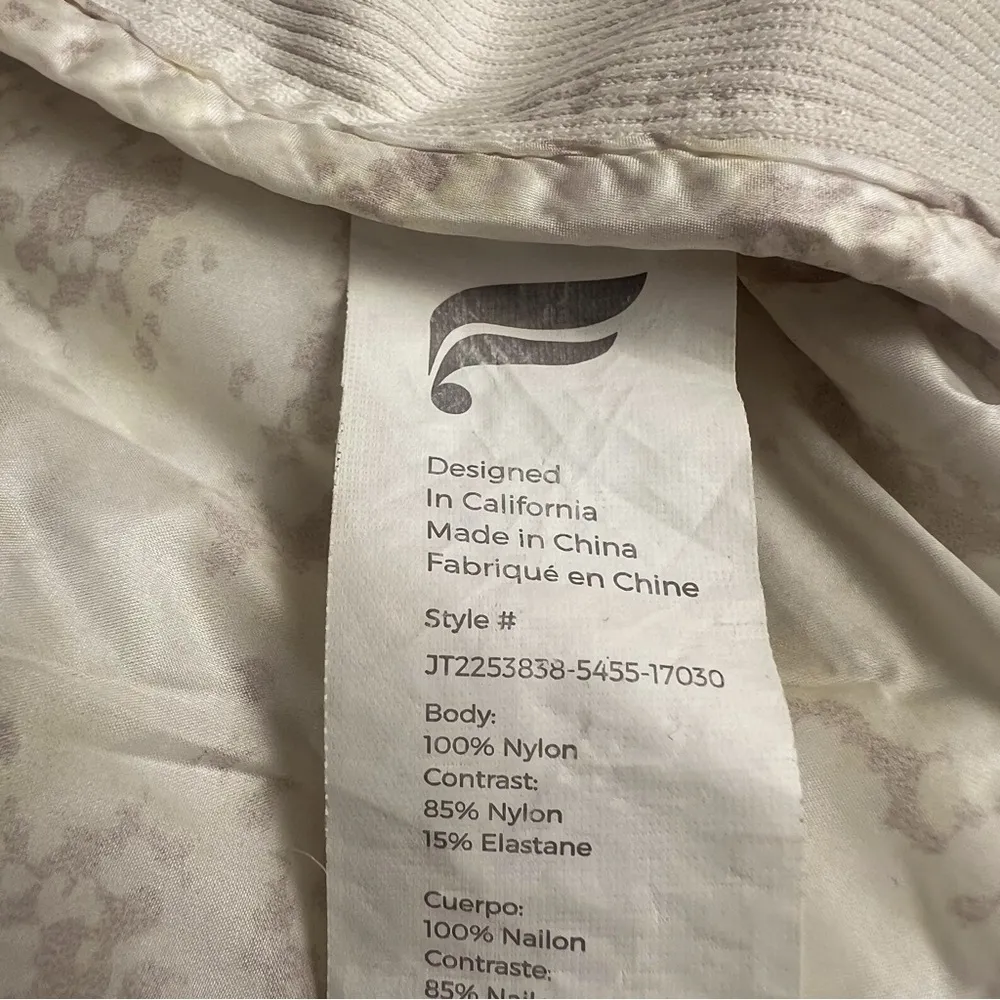 Designed
In California
Made in China
Fabriqué en Chine
Style #
JT2253838-5455-17030
Body:
100% Nylon
Contrast:
85% Nylon
15% Elastane
Cuerpo:
100% Nailon
Contraste:
85%